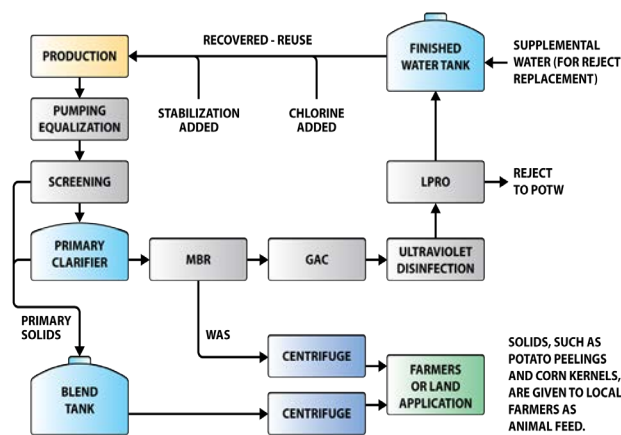 RECOVERED - REUSE
PRODUCTION
FINISHED
WATER TANK
SUPPLEMENTAL
WATER (FOR REJECT
REPLACEMENT)
STABILIZATION
ADDED
CHLORINE
ADDED
PUMPING
EQUALIZATION
SCREENING
LPRO
REJECT
TO POTW
PRIMARY
CLARIFIER
MBR
GAC
ULTRAVIOLET
DISINFECTION
PRIMARY
SOLIDS
WAS
CENTRIFUGE
BLEND
TANK
CENTRIFUGE
FARMERS
OR LAND
APPLICATION
SOLIDS, SUCH AS
POTATO PEELINGS
AND CORN KERNELS,
ARE GIVEN TO LOCAL
FARMERS AS
ANIMAL FEED.